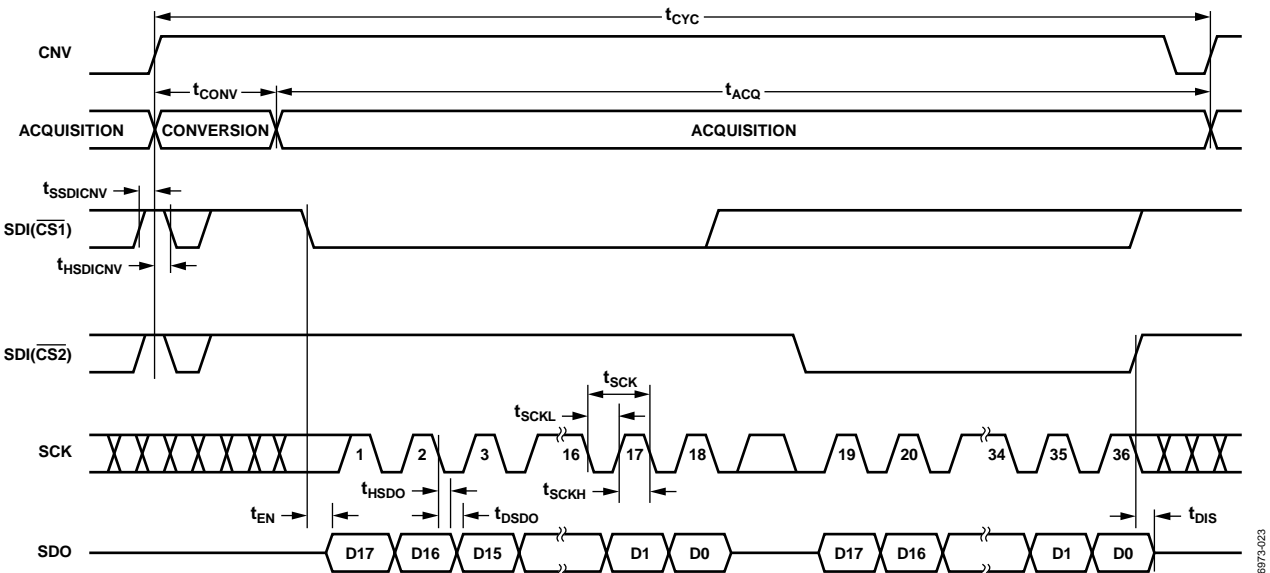 tCYC
CNV
tCONV
tACQ
ACQUISITION
CONVERSION
ACQUISITION
tSSDICNV
SDI(CS1)
tHSDICNV
SDI(CS2)
tSCK
tSCKL
SCK
1 2 3 16 17 18 19 20 34 35 36
tHSDO
tSCKH
tEN
tDSDO
tDIS
SDO
D17 D16 D15 D1 D0 D17 D16 D1 D0
6973-023